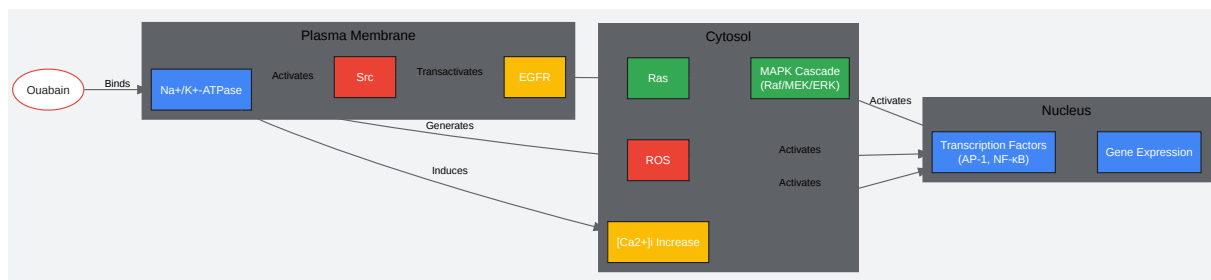 Plasma Membrane
Cytosol
Ouabain
Binds
Na+/K+-ATPase
Activates
Src
Transactivates
EGFR
Ras
MAPK Cascade
(Raf/MEK/ERK)
Activates
Generates
ROS
Activates
Activates
Induces
[Ca2+]i Increase
Nucleus
Transcription Factors
(AP-1, NF-κB)
Gene Expression